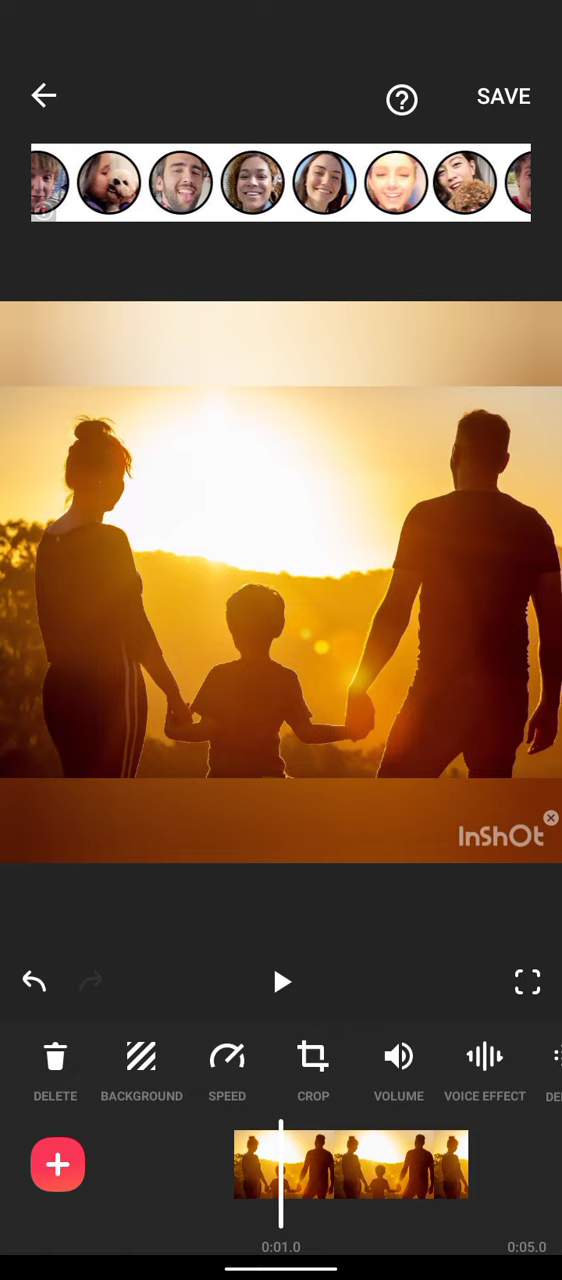 SAVE
InShOt
DELETE
BACKGROUND
SPEED
CROP
VOLUME
VOICE EFFECT
0:01.0
0:05.0